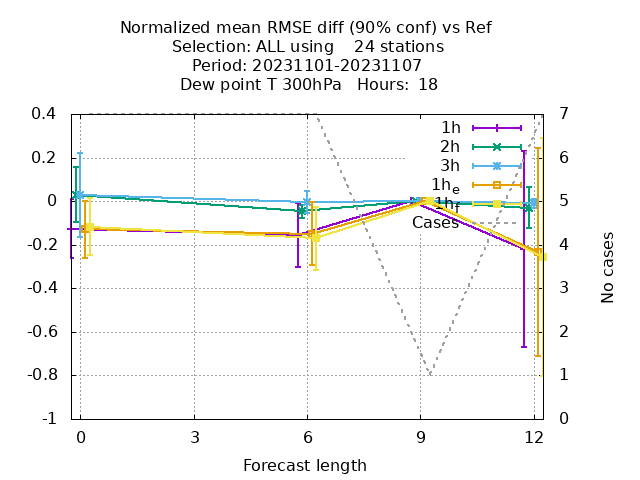 Normalized mean RMSE diff (90% conf) vs Ref
Selection: ALL using 24 stations
Period: 20231101-20231107
Dew point T 300hPa Hours: 18
0.4
0.2
0
-0.2
-0.4
-0.6
-0.8
-1
7
6
5
4
3
2
1
0
1h
2h
3h
1he
1hf
Cases
No cases
0 3 6 9 12
Forecast length